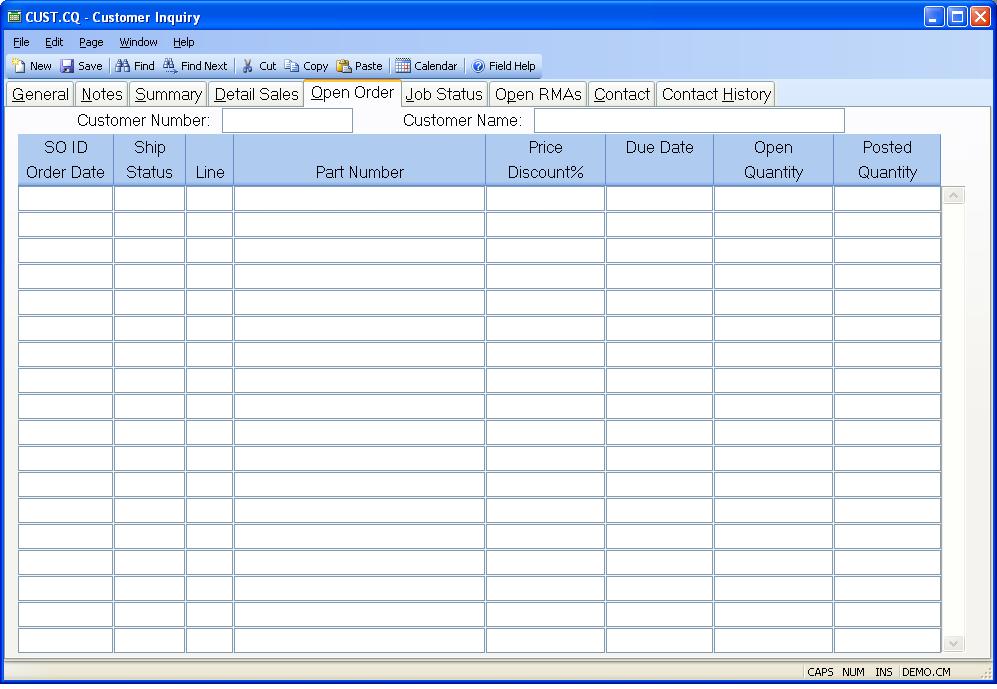 CUST.CQ - Customer Inquiry
File Edit Page Window Help
New Save Find Find Next Cut Copy Paste Calendar Field Help
General Notes Summary Detail Sales Open Order Job Status Open RMAs Contact Contact History
Customer Number: Customer Name:
SO ID Ship Price Due Date Open Posted
Order Date Status Line Part Number Discount% Quantity Quantity
CAPS NUM INS DEMO.CM